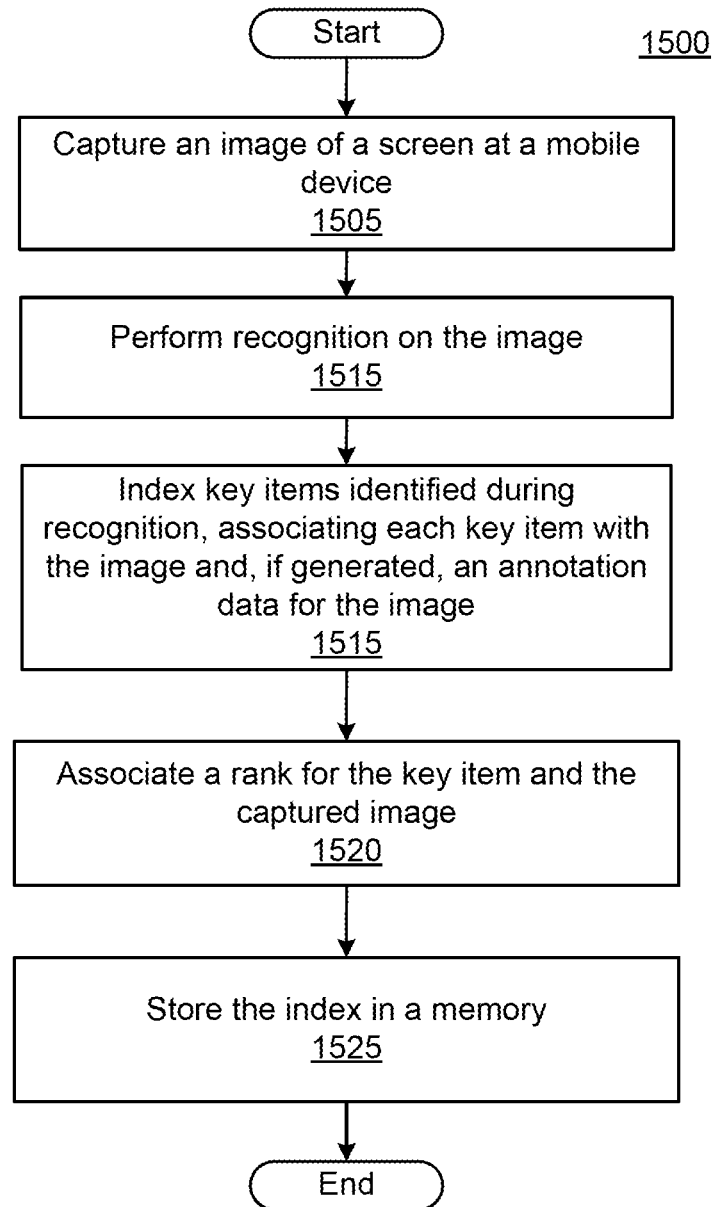 Start
1500
Capture an image of a screen at a mobile
device
1505
Perform recognition on the image
1515
Index key items identified during
recognition, associating each key item with
the image and, if generated, an annotation
data for the image
1515
Associate a rank for the key item and the
captured image
1520
Store the index in a memory
1525
End